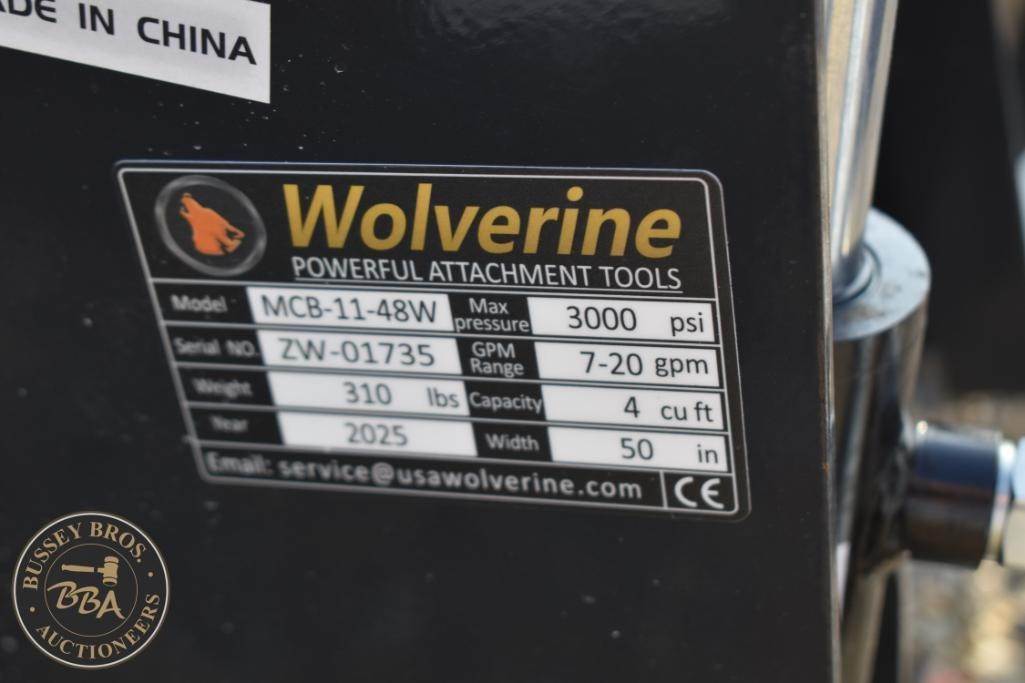 IN CHINA
Wolverine
POWERFUL ATTACHMENT TOOLS
Model MCB-11-48W Max pressure 3000 psi
Serial NO. ZW-01735 GPM Range 7-20 gpm
Weight 310 lbs Capacity 4 cu ft
Year 2025 Width 50 in
Email: service@usawolverine.com CE
BUSSEY BROS.
BBA
AUCTIONEERS